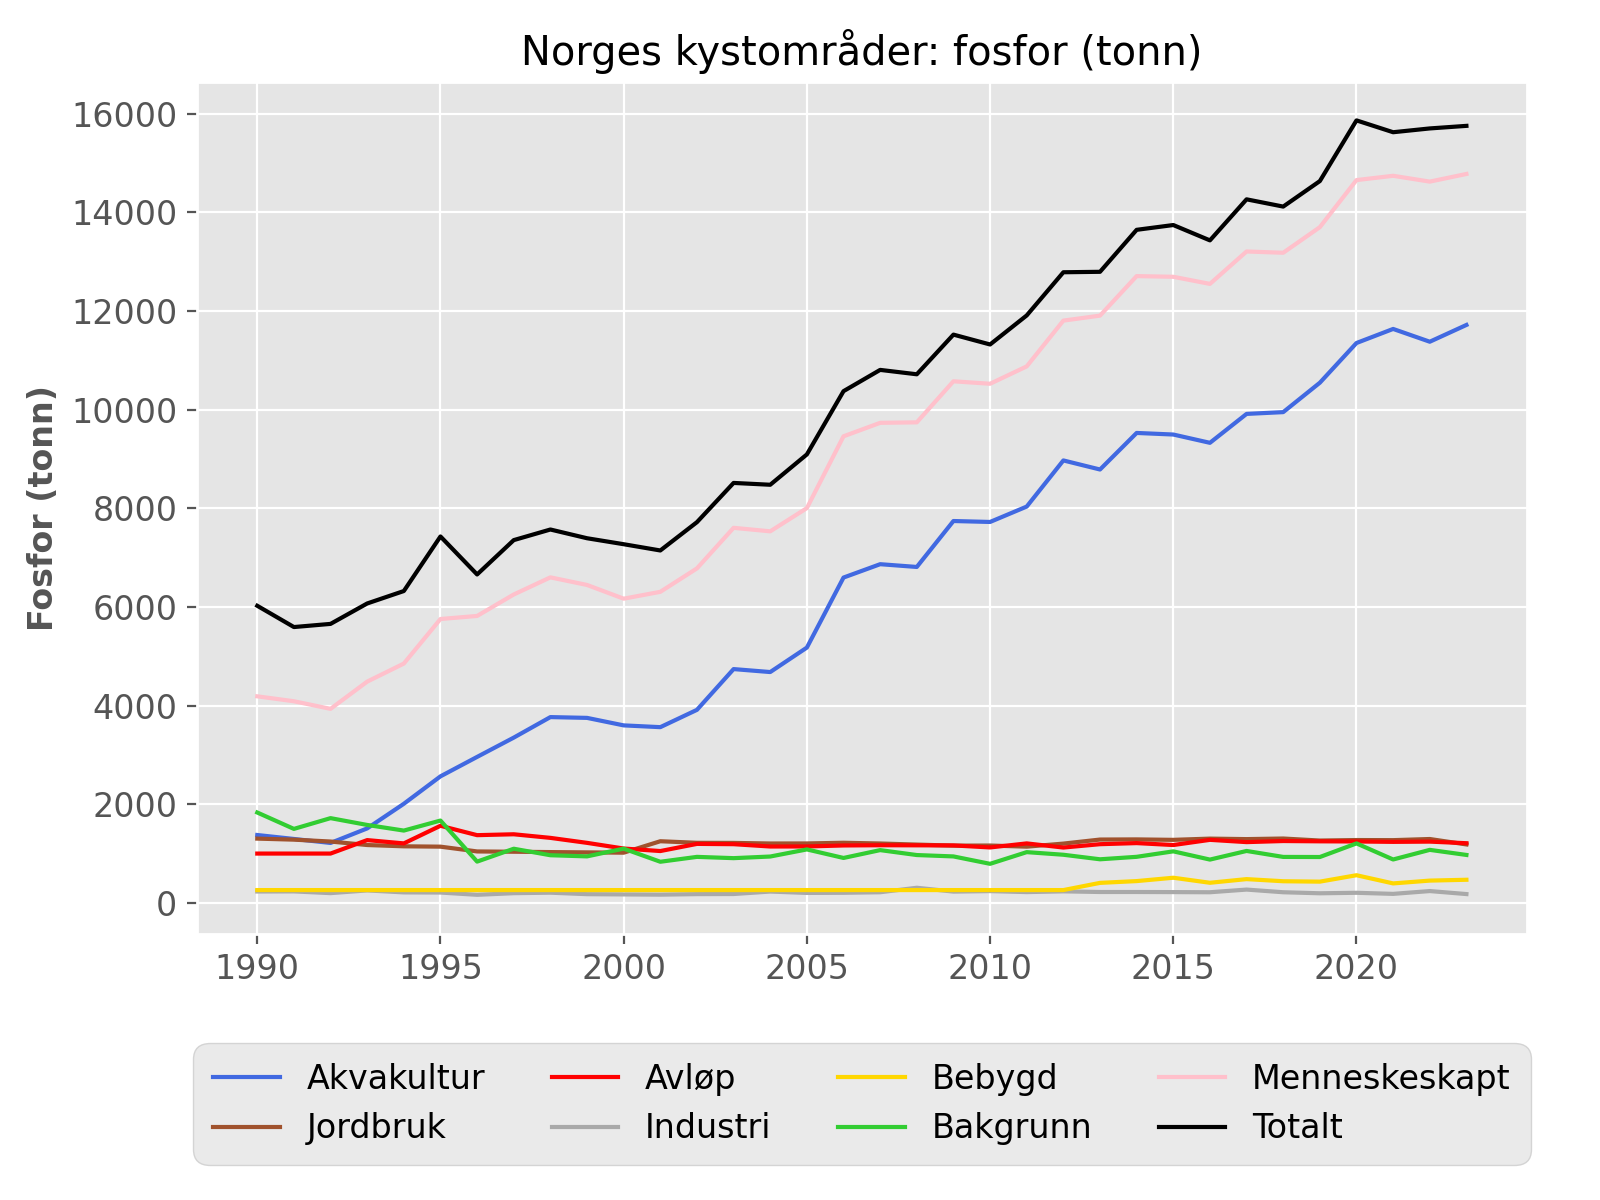 Norges kystområder: fosfor (tonn)
16000
14000
12000
10000
8000
6000
4000
2000
0
Fosfor (tonn)
1990 1995 2000 2005 2010 2015 2020
Akvakultur Avløp Bebygd Menneskeskapt
Jordbruk Industri Bakgrunn Totalt